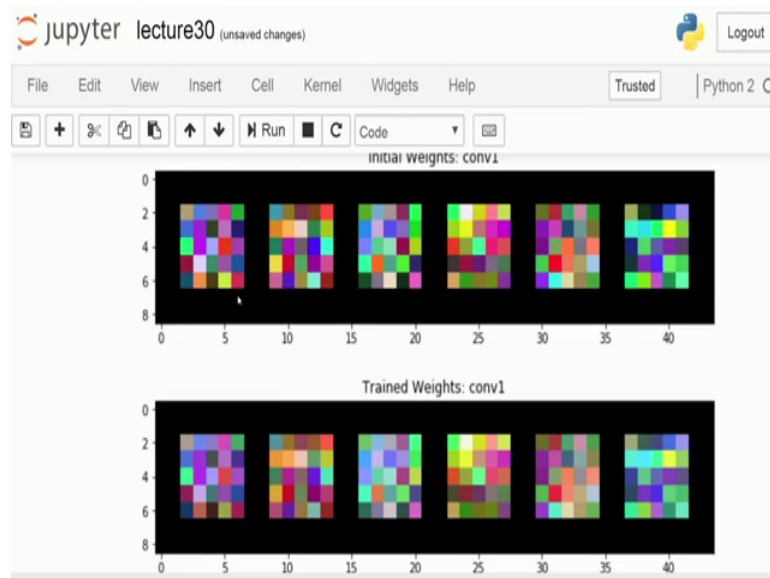 jupyter lecture30 (unsaved changes) Logout
File Edit View Insert Cell Kernel Widgets Help Trusted Python 2
Run Code
Initial Weights: conv1
0
2
4
6
8
0 5 10 15 20 25 30 35 40
Trained Weights: conv1
0
2
4
6
8
0 5 10 15 20 25 30 35 40